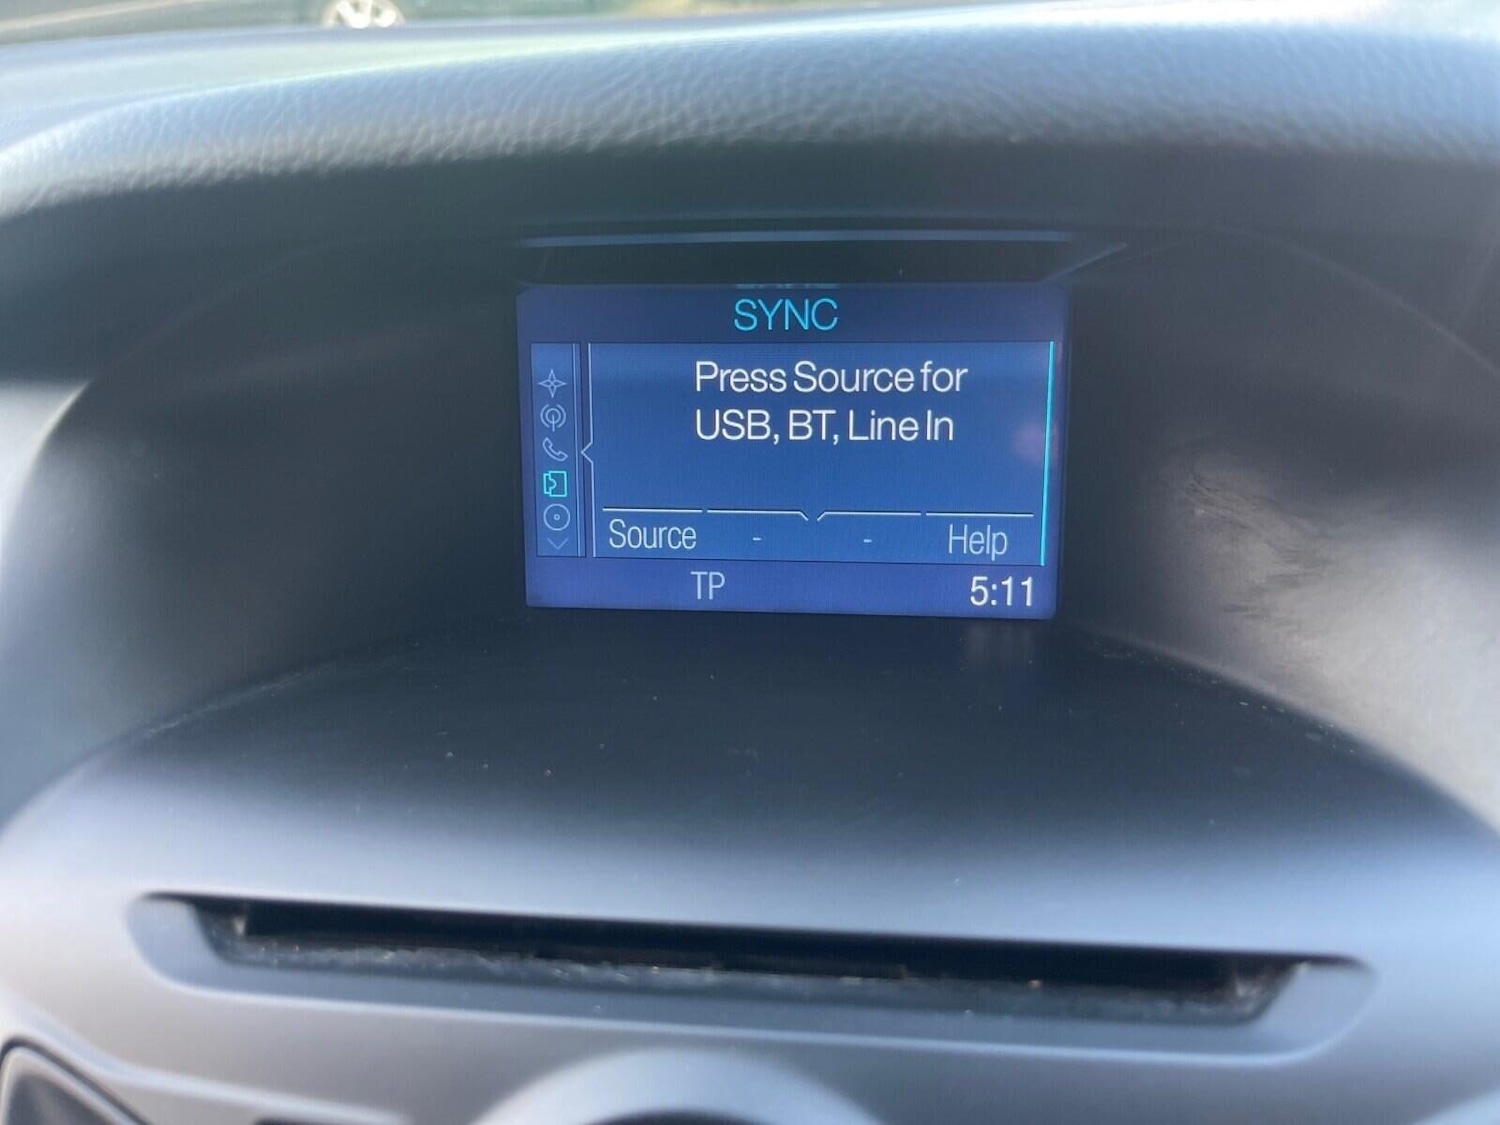 SYNC
Press Source for
USB, BT, Line In
Source - - Help
TP 5:11